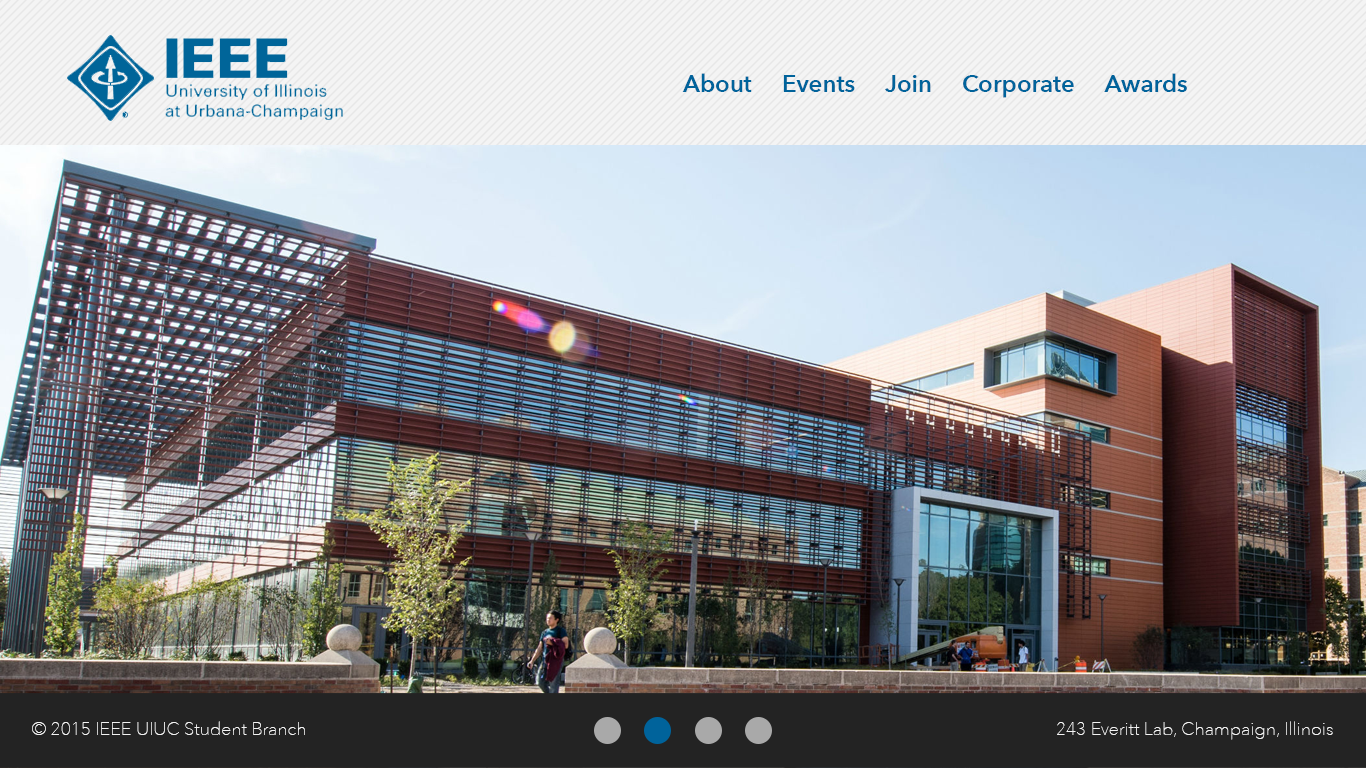 IEEE
University of Illinois
at Urbana-Champaign
About Events Join Corporate Awards
© 2015 IEEE UIUC Student Branch
243 Everitt Lab, Champaign, Illinois